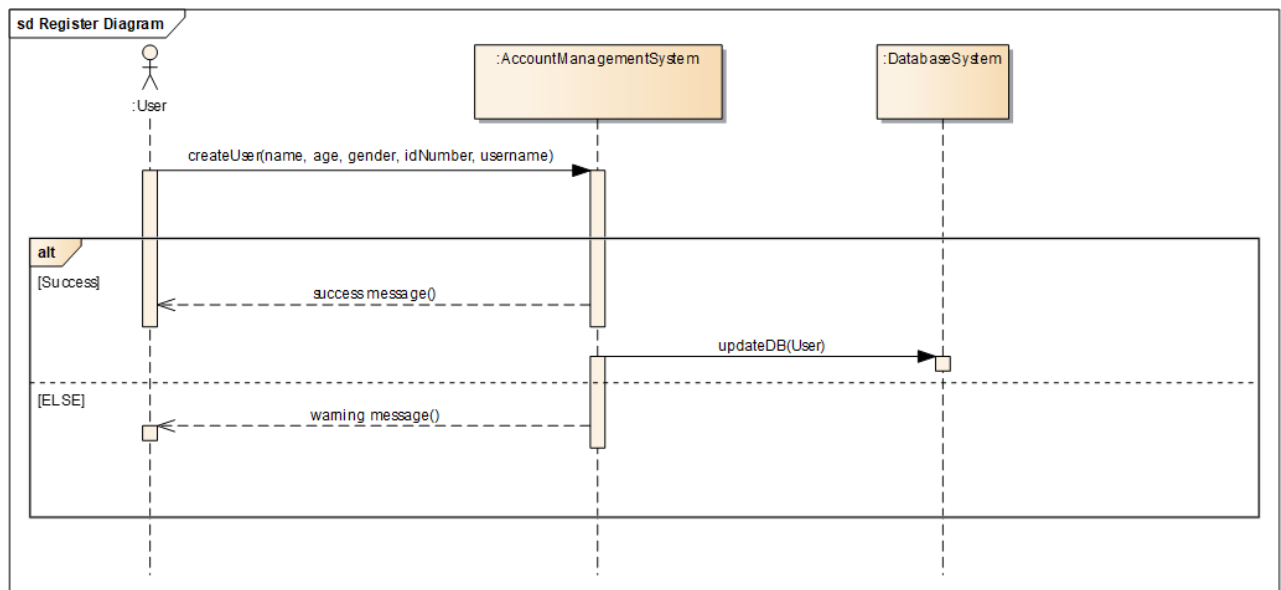 sd Register Diagram
:User
:AccountManagementSystem
:DatabaseSystem
createUser(name, age, gender, idNumber, username)
alt
[Success]
success message()
updateDB(User)
[ELSE]
warning message()